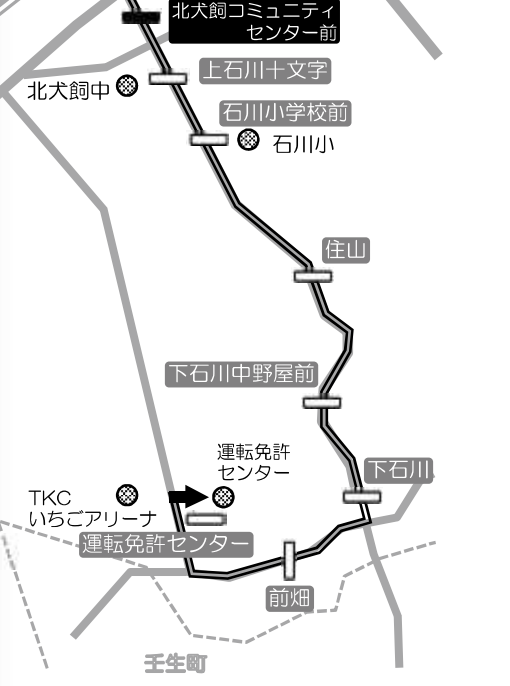 北犬飼コミュニティ
センター前
上石川十文字
北犬飼中
石川小学校前
石川小
住山
下石川中野屋前
運転免許
センター
下石川
TKC
いちごアリーナ
運転免許センター
前畑
壬生町